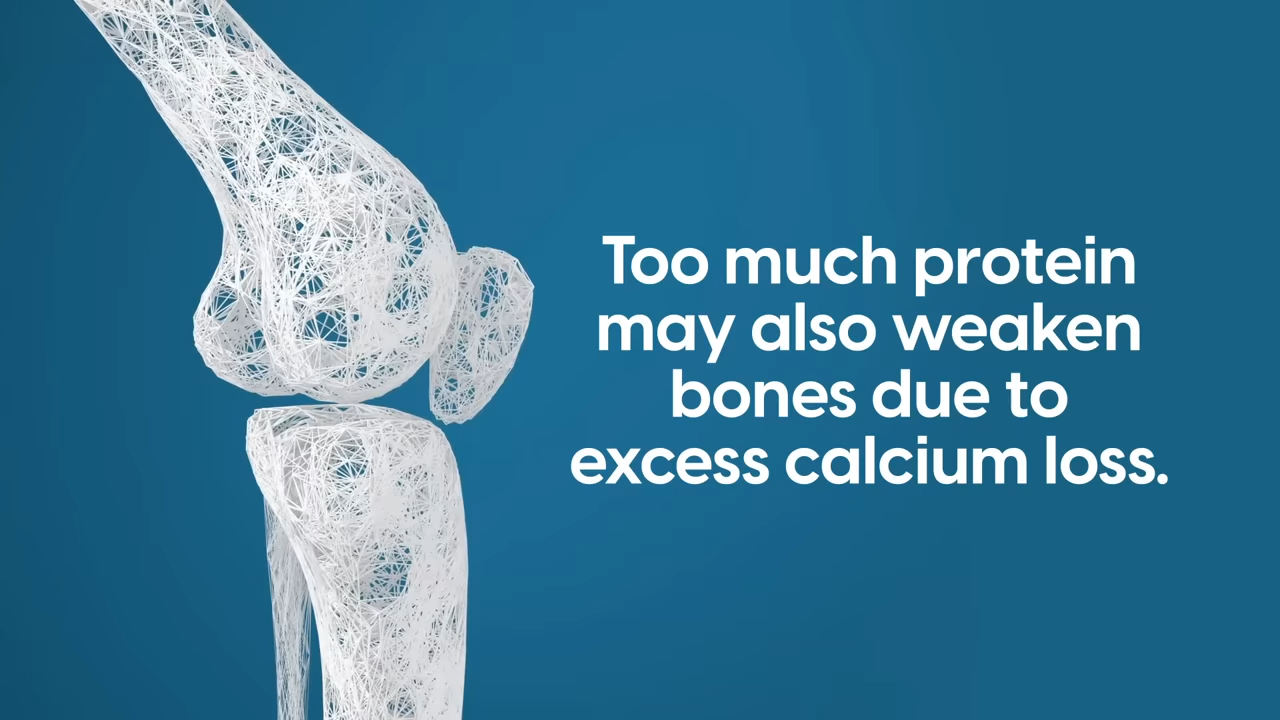 Too much protein
may also weaken
bones due to
excess calcium loss.